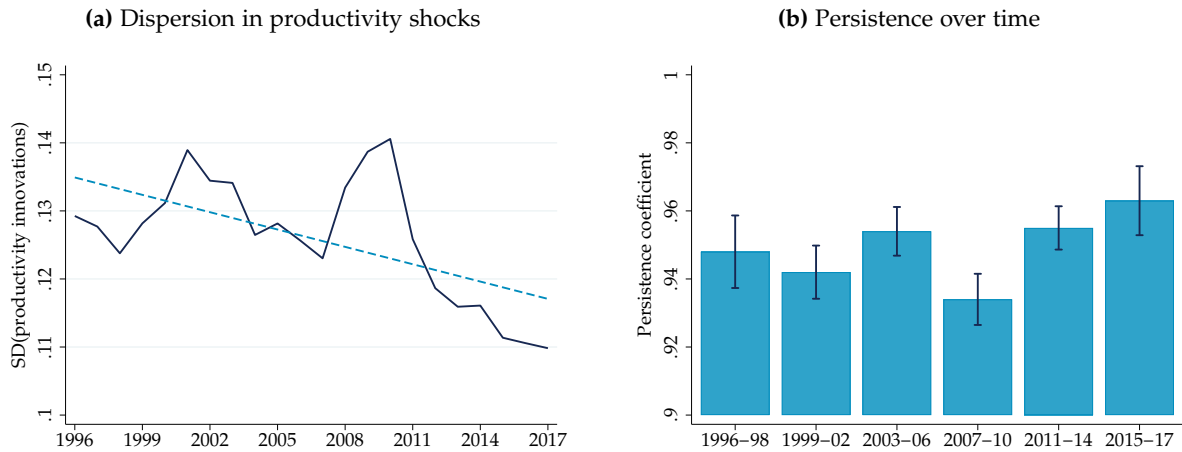 (a) Dispersion in productivity shocks
SD(productivity innovations)
.15
.14
.13
.12
.11
.1
1996 1999 2002 2005 2008 2011 2014 2017
(b) Persistence over time
Persistence coefficient
1
.98
.96
.94
.92
.9
1996–98 1999–02 2003–06 2007–10 2011–14 2015–17